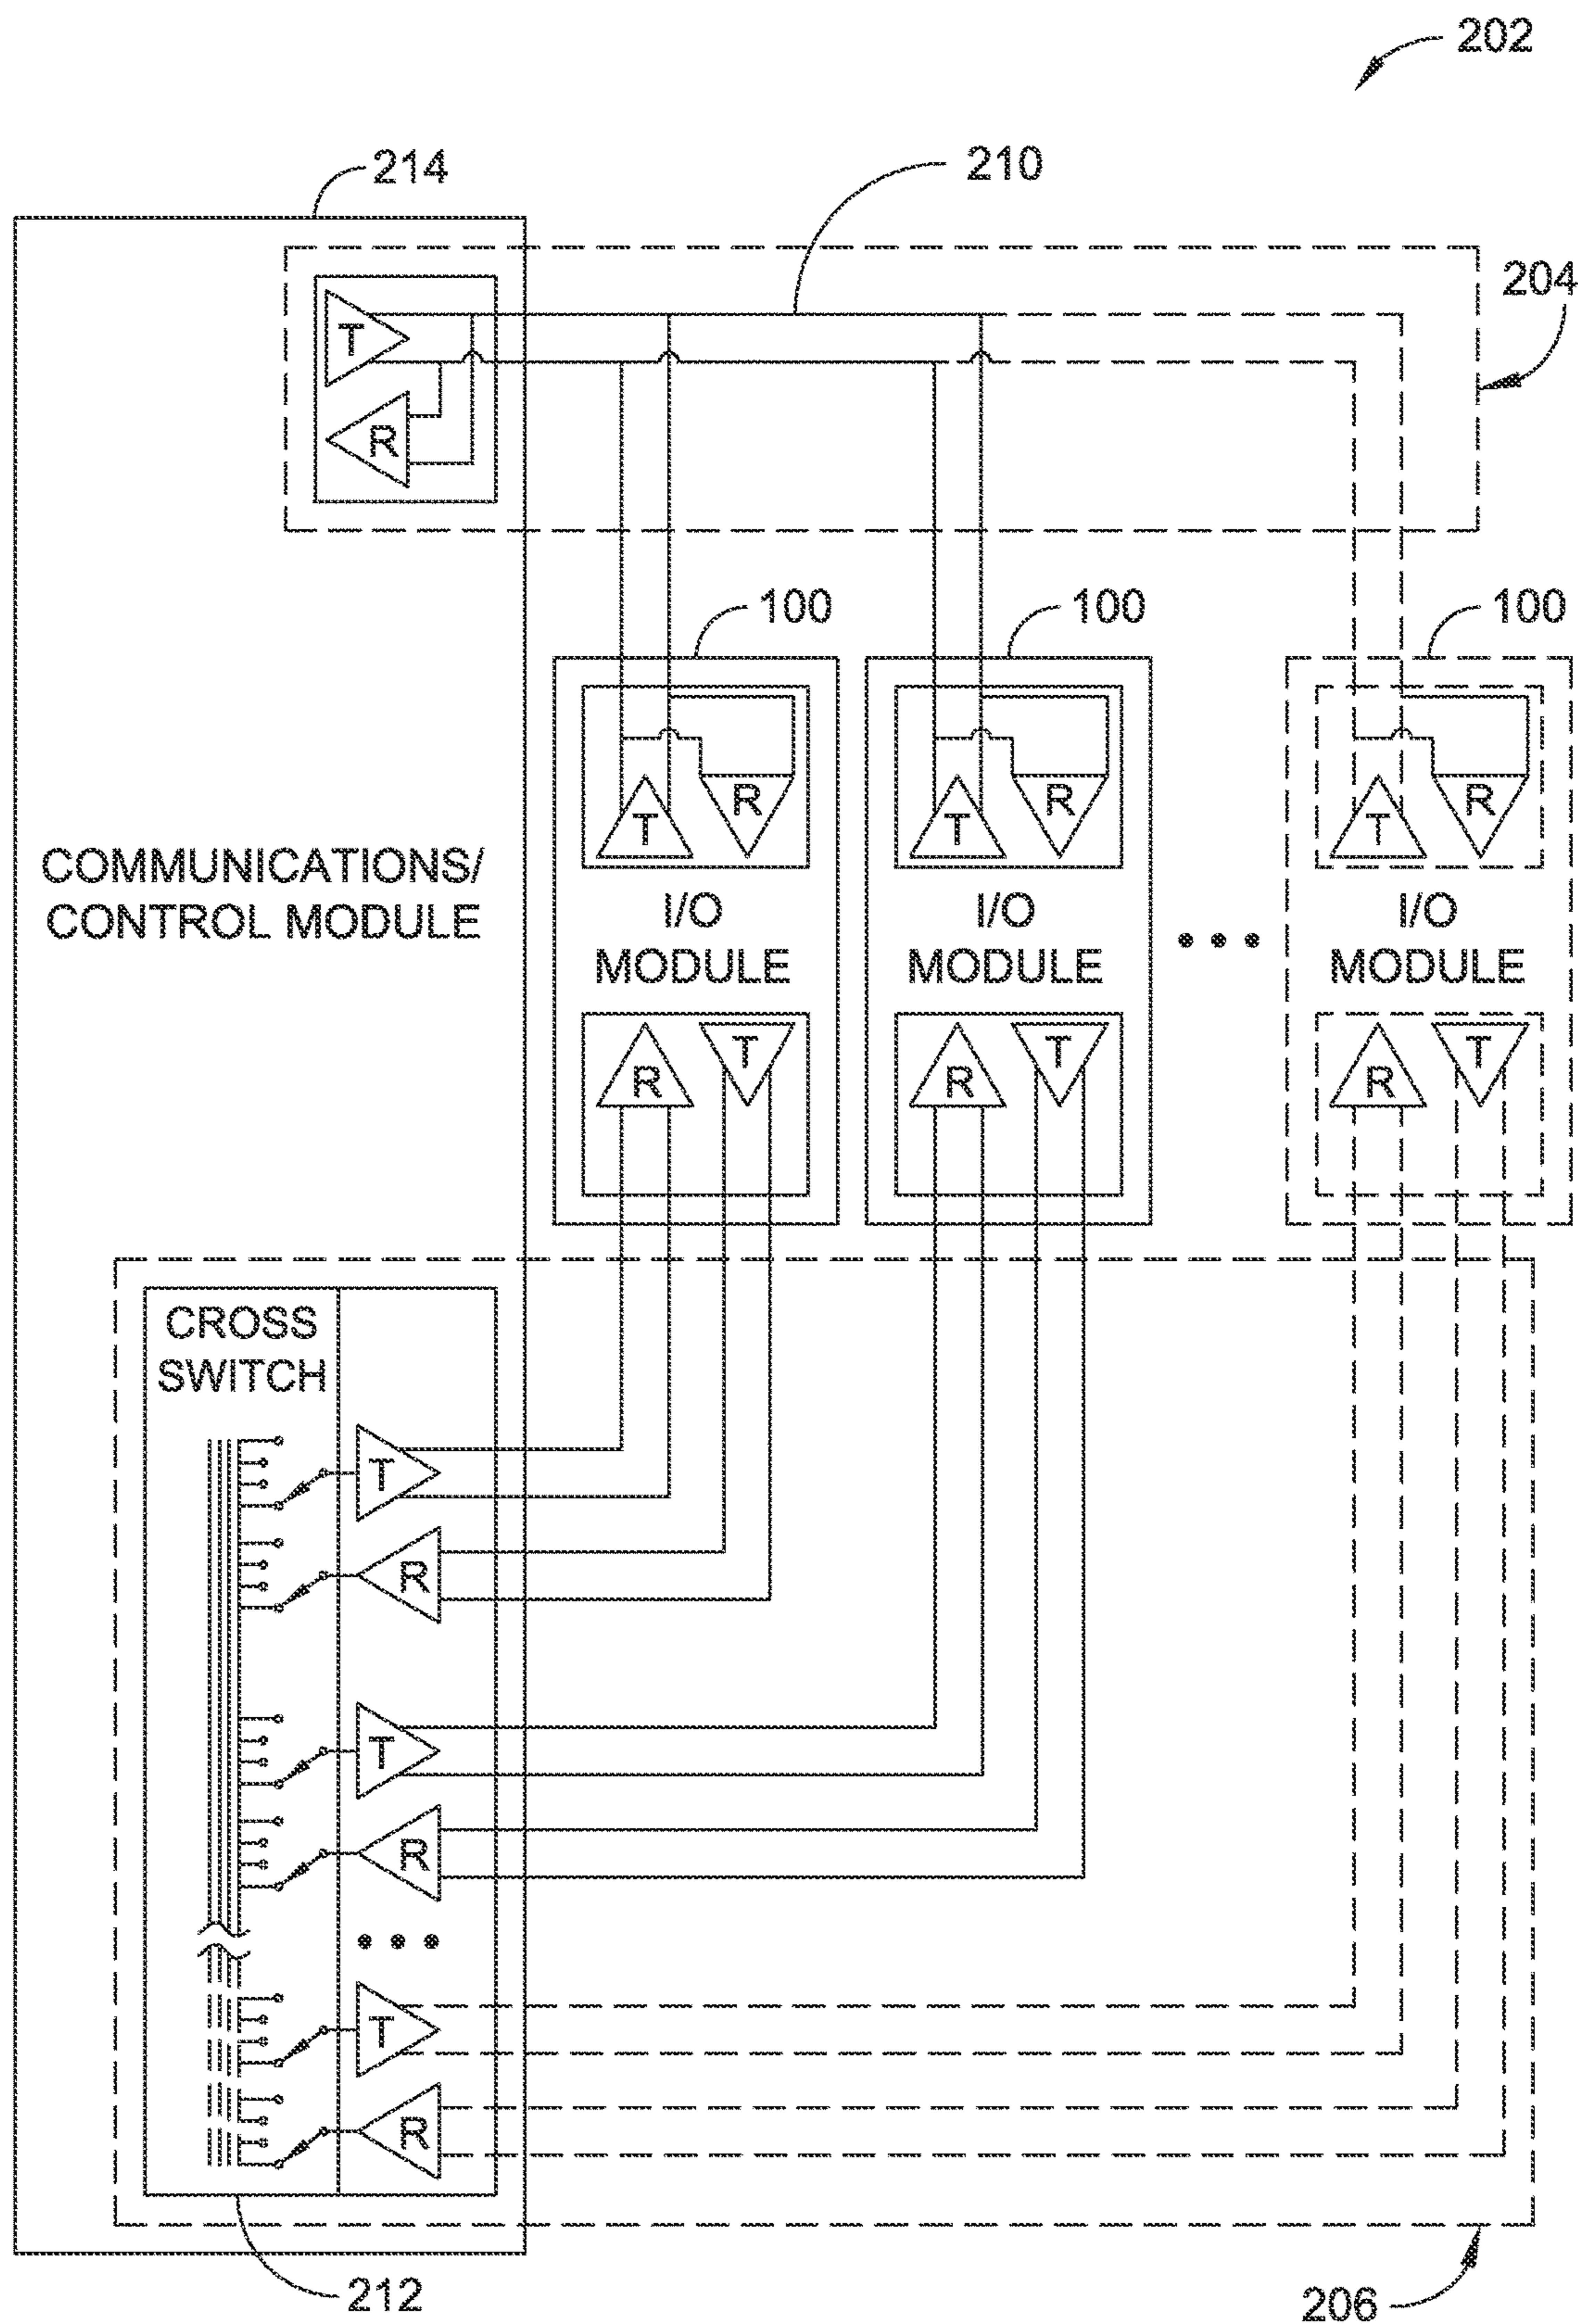 202
214
210
204
T
R
100
100
100
R
R
R
T
T
T
COMMUNICATIONS/
CONTROL MODULE
I/O
MODULE
I/O
MODULE
• • •
I/O
MODULE
T
T
T
R
R
R
CROSS
SWITCH
T
R
T
R
• • •
T
R
212
206